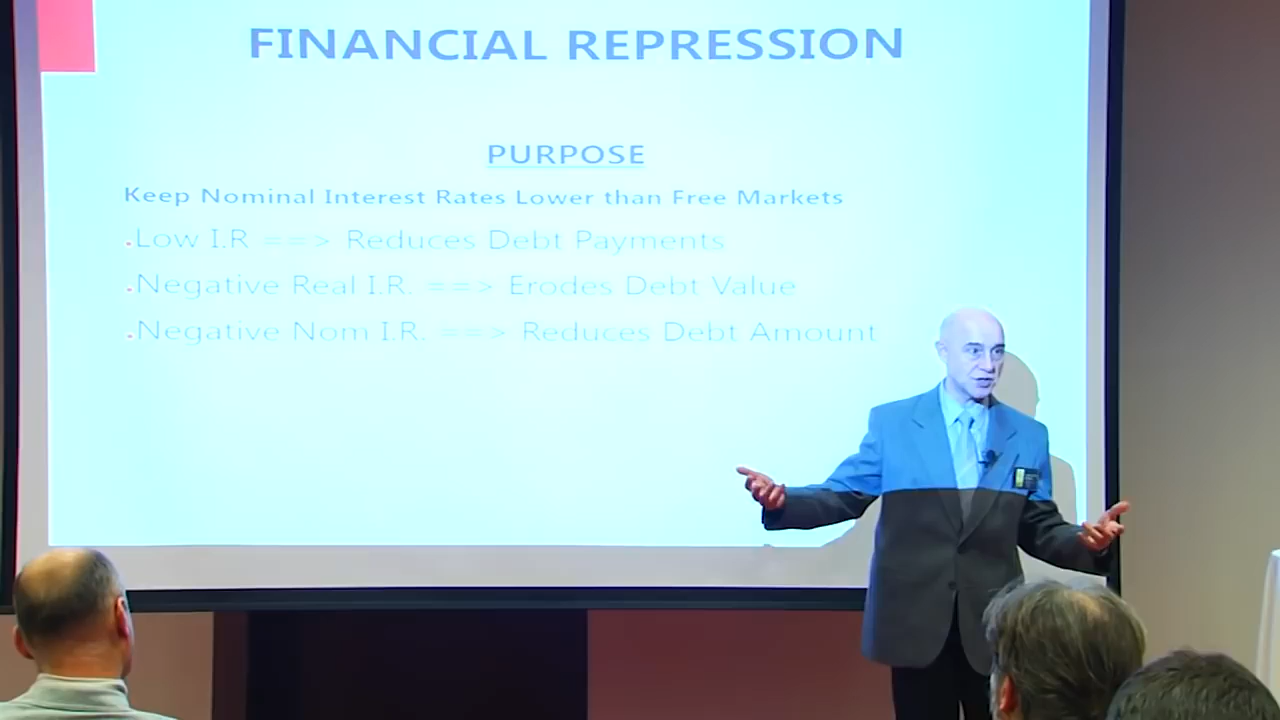 FINANCIAL REPRESSION
PURPOSE
Keep Nominal Interest Rates Lower than Free Markets
.Low I.R ==> Reduces Debt Payments
.Negative Real I.R. ==> Erodes Debt Value
.Negative Nom I.R. ==> Reduces Debt Amount